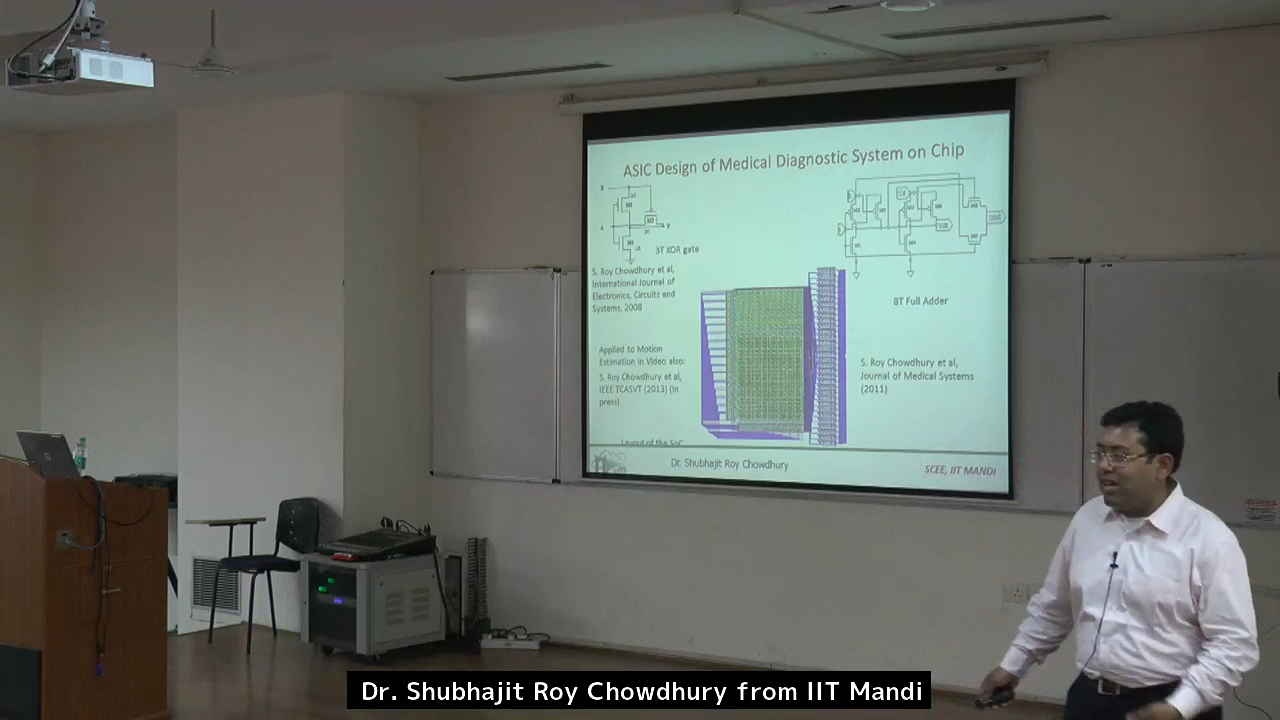 ASIC Design of Medical Diagnostic System on Chip
3T XOR gate
S. Roy Chowdhury et al,
International Journal of
Electronics, Circuits and
Systems, 2008
8T Full Adder
Applied to Motion
Estimation in Video also:
S. Roy Chowdhury et al,
IEEE TCASVT (2013) (In
press)
S. Roy Chowdhury et al,
Journal of Medical Systems
(2011)
Layout of the SoC
Dr. Shubhajit Roy Chowdhury
SCEE, IIT MANDI
Dr. Shubhajit Roy Chowdhury from IIT Mandi